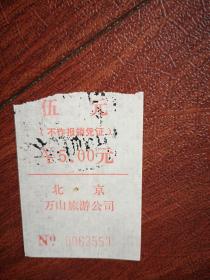 伍 元
（不作报销凭证）
￥5.00元
北 京
万山旅游公司
No 0063553